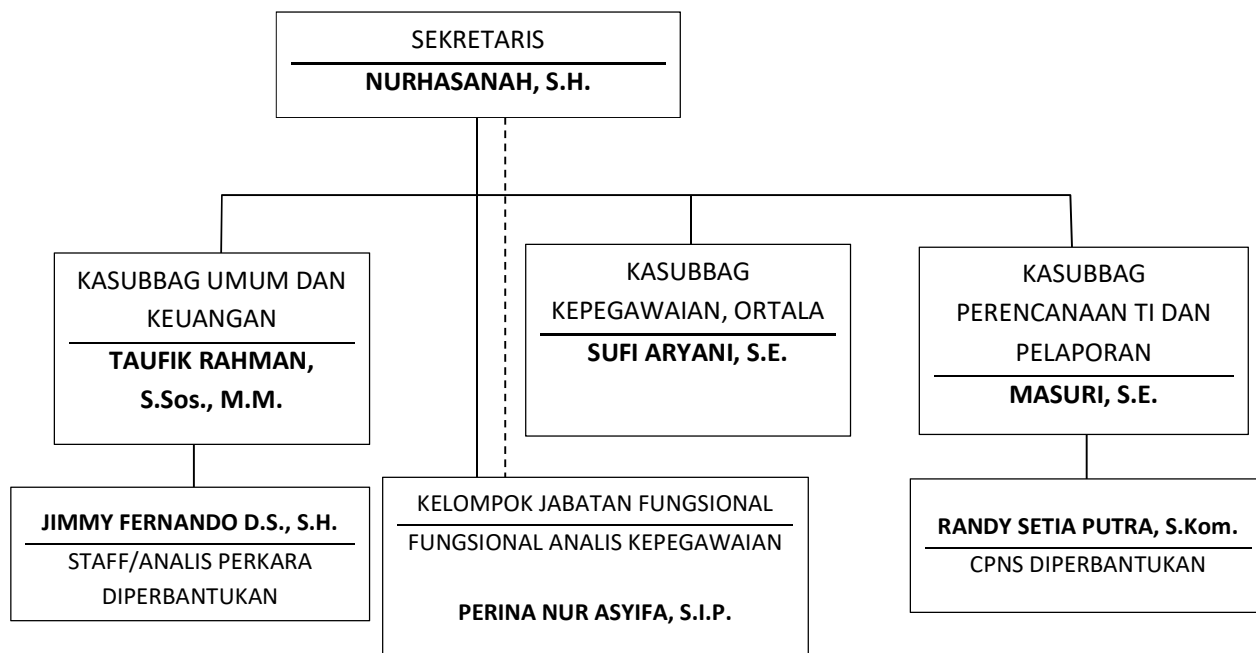 SEKRETARIS
NURHASANAH, S.H.
KASUBBAG UMUM DAN
KEUANGAN
TAUFIK RAHMAN,
S.Sos., M.M.
KASUBBAG
KEPEGAWAIAN, ORTALA
SUFI ARYANI, S.E.
KASUBBAG
PERENCANAAN TI DAN
PELAPORAN
MASURI, S.E.
JIMMY FERNANDO D.S., S.H.
STAFF/ANALIS PERKARA
DIPERBANTUKAN
KELOMPOK JABATAN FUNGSIONAL
FUNGSIONAL ANALIS KEPEGAWAIAN
PERINA NUR ASYIFA, S.I.P.
RANDY SETIA PUTRA, S.Kom.
CPNS DIPERBANTUKAN